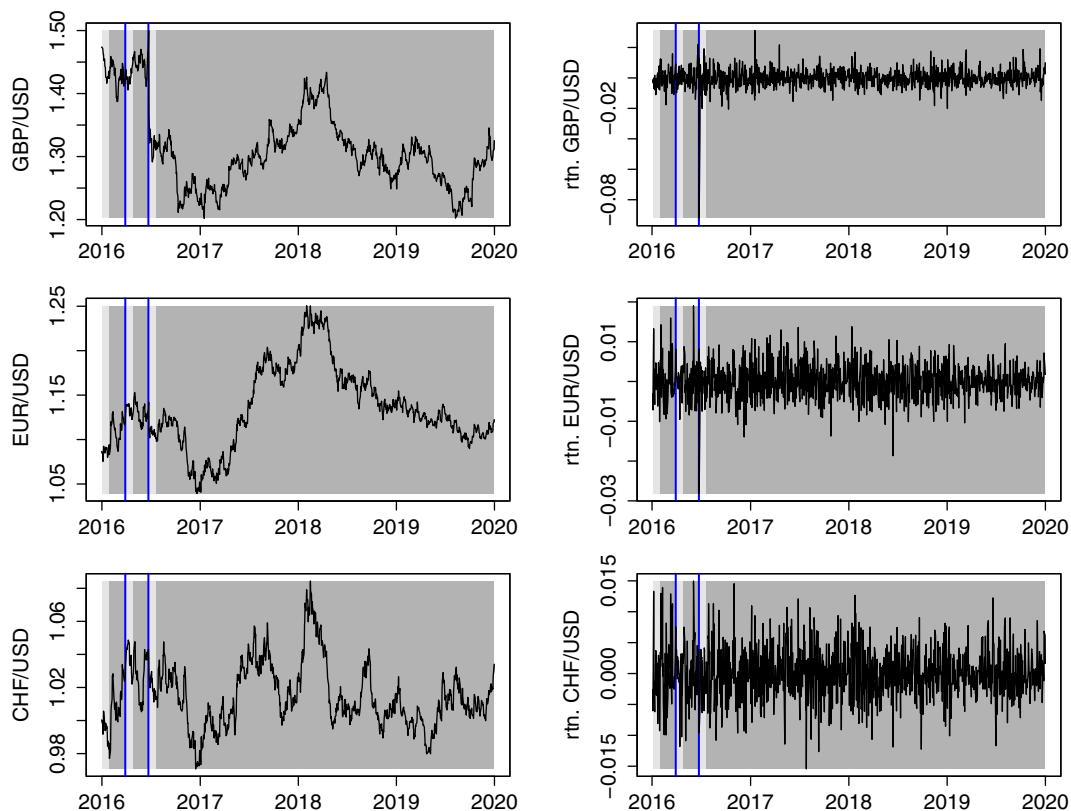 GBP/USD
1.20 1.30 1.40 1.50
2016 2017 2018 2019 2020
rtn. GBP/USD
−0.08 −0.02
2016 2017 2018 2019 2020
EUR/USD
1.05 1.15 1.25
2016 2017 2018 2019 2020
rtn. EUR/USD
−0.03 −0.01 0.01
2016 2017 2018 2019 2020
CHF/USD
0.98 1.02 1.06
2016 2017 2018 2019 2020
rtn. CHF/USD
−0.015 0.000 0.015
2016 2017 2018 2019 2020